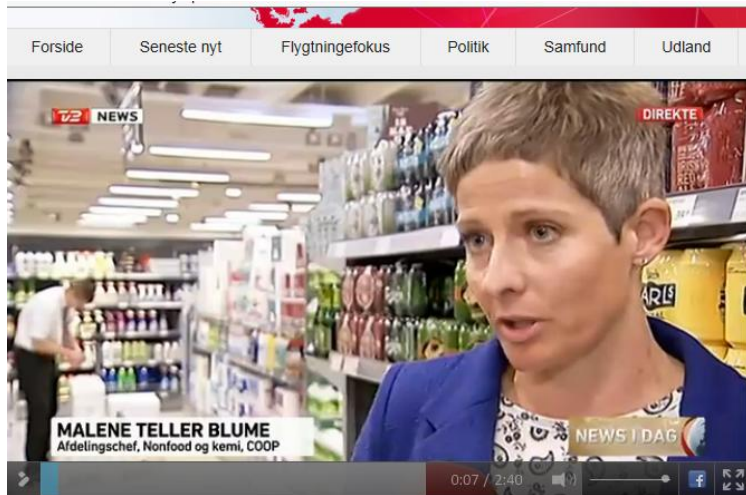 Forside Seneste nyt Flygtningefokus Politik Samfund Udland
TV2 NEWS
DIREKTE
ARLS
MALENE TELLER BLUME
Afdelingschef, Nonfood og kemi, COOP
NEWS I DAG
0:07 / 2:40
f